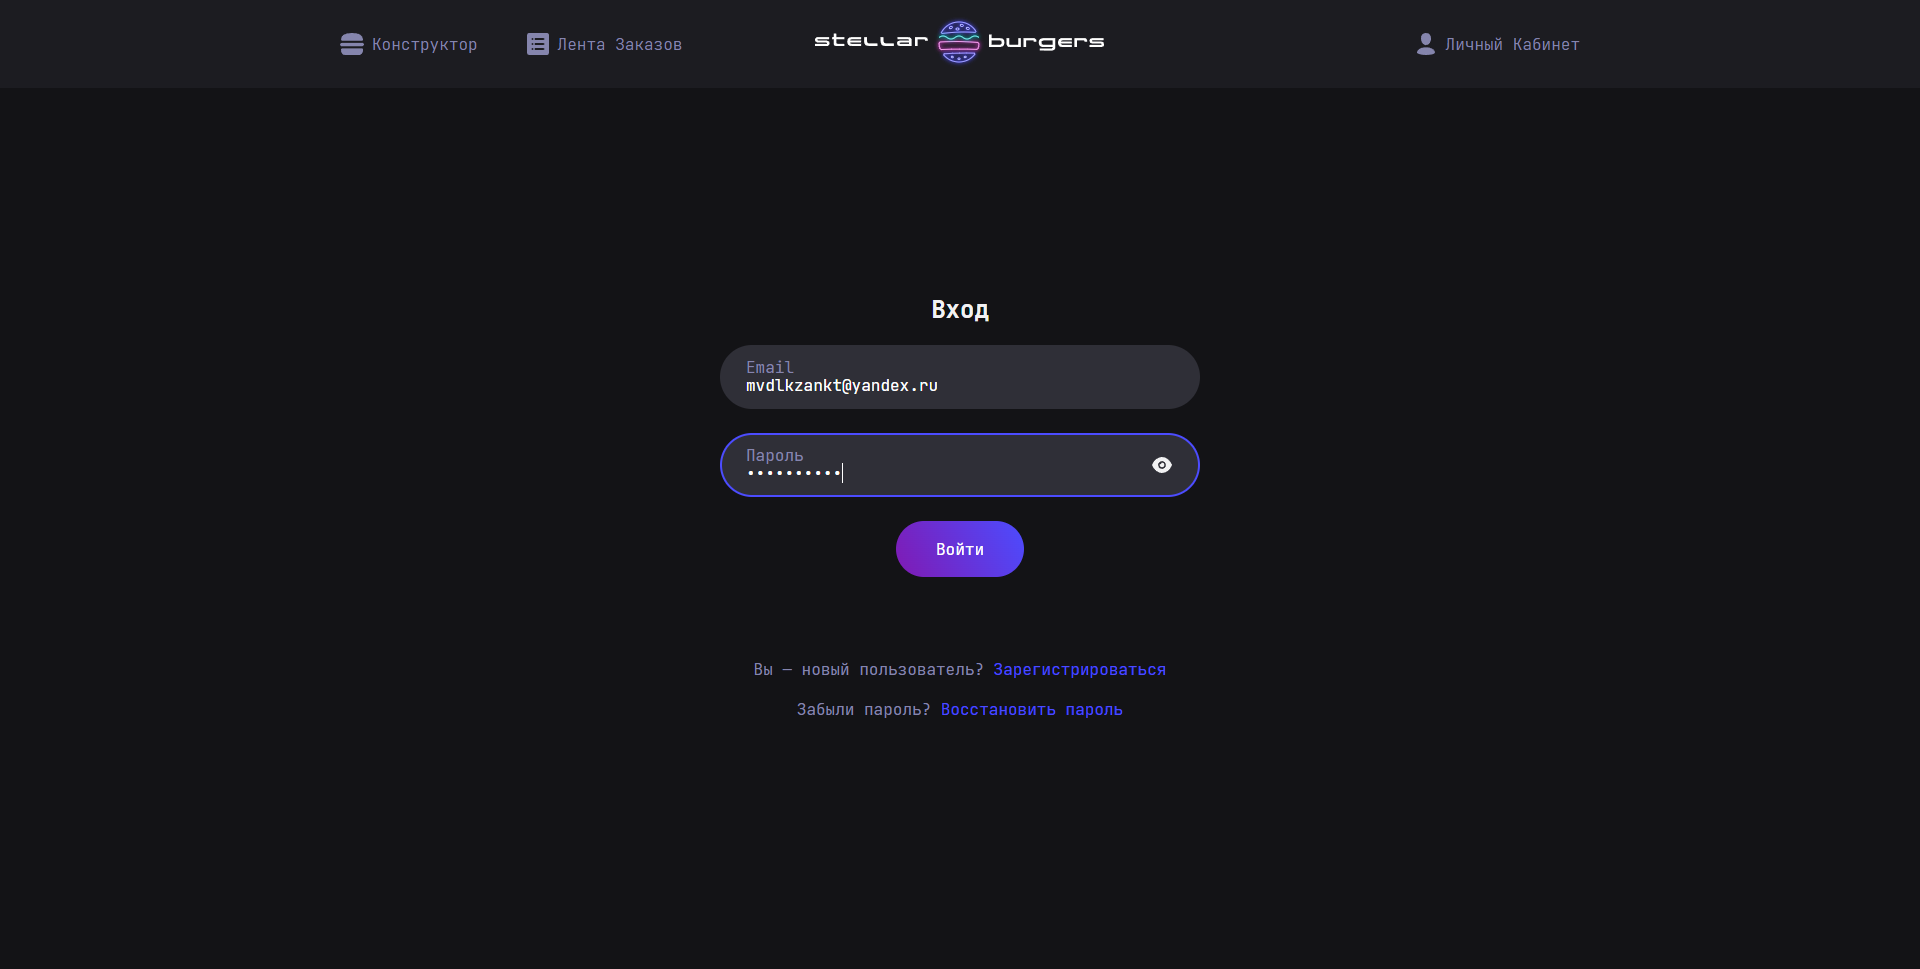 Конструктор
Лента Заказов
stellar burgers
Личный Кабинет
Вход
Email
mvdlkzankt@yandex.ru
Пароль
••••••••••
Войти
Вы — новый пользователь? Зарегистрироваться
Забыли пароль? Восстановить пароль